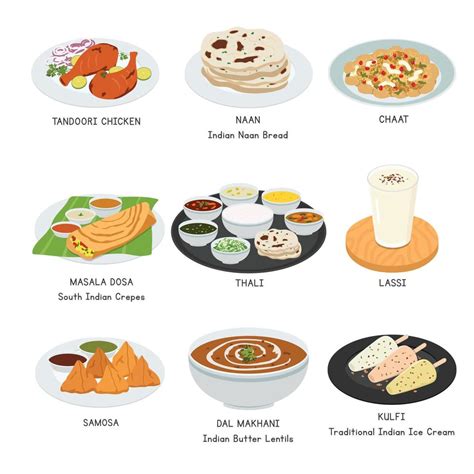 TANDOORI CHICKEN
NAAN
Indian Naan Bread
CHAAT
MASALA DOSA
South Indian Crepes
THALI
LASSI
SAMOSA
DAL MAKHANI
Indian Butter Lentils
KULFI
Traditional Indian Ice Cream